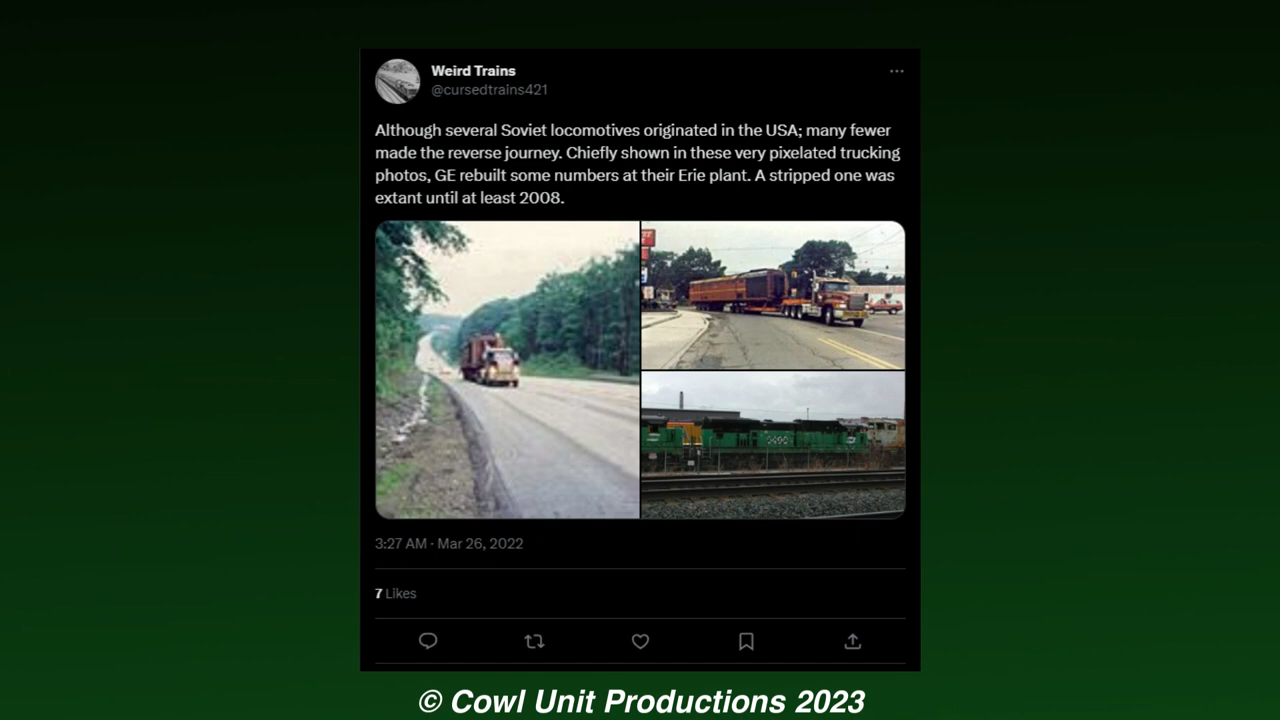 Weird Trains
@cursedtrains421
Although several Soviet locomotives originated in the USA; many fewer
made the reverse journey. Chiefly shown in these very pixelated trucking
photos, GE rebuilt some numbers at their Erie plant. A stripped one was
extant until at least 2008.
3:27 AM · Mar 26, 2022
7 Likes
© Cowl Unit Productions 2023